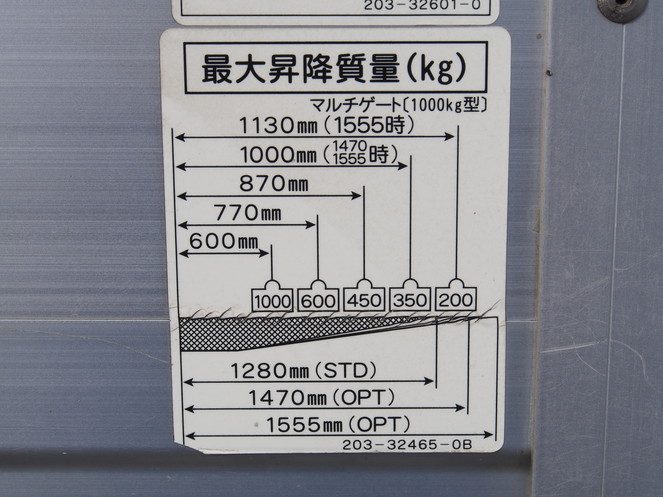 203-32601-0
最大昇降質量(kg)
マルチゲート〔1000kg型〕
1130mm(1555時)
1000mm(1470 1555時)
870mm
770mm
600mm
1000 600 450 350 200
1280mm(STD)
1470mm(OPT)
1555mm(OPT)
203-32465-0B